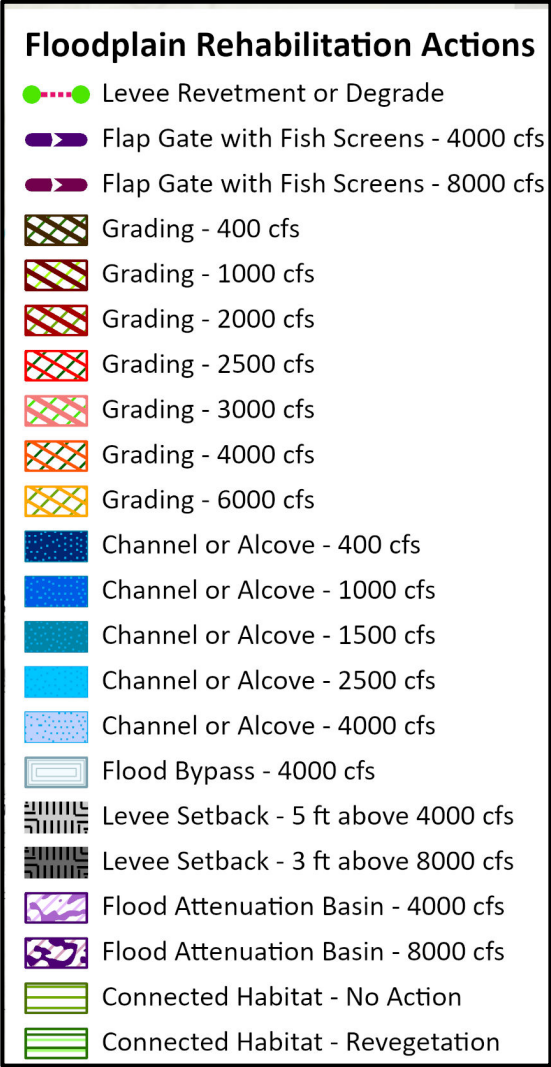 Floodplain Rehabilitation Actions
Levee Revetment or Degrade
Flap Gate with Fish Screens - 4000 cfs
Flap Gate with Fish Screens - 8000 cfs
Grading - 400 cfs
Grading - 1000 cfs
Grading - 2000 cfs
Grading - 2500 cfs
Grading - 3000 cfs
Grading - 4000 cfs
Grading - 6000 cfs
Channel or Alcove - 400 cfs
Channel or Alcove - 1000 cfs
Channel or Alcove - 1500 cfs
Channel or Alcove - 2500 cfs
Channel or Alcove - 4000 cfs
Flood Bypass - 4000 cfs
Levee Setback - 5 ft above 4000 cfs
Levee Setback - 3 ft above 8000 cfs
Flood Attenuation Basin - 4000 cfs
Flood Attenuation Basin - 8000 cfs
Connected Habitat - No Action
Connected Habitat - Revegetation